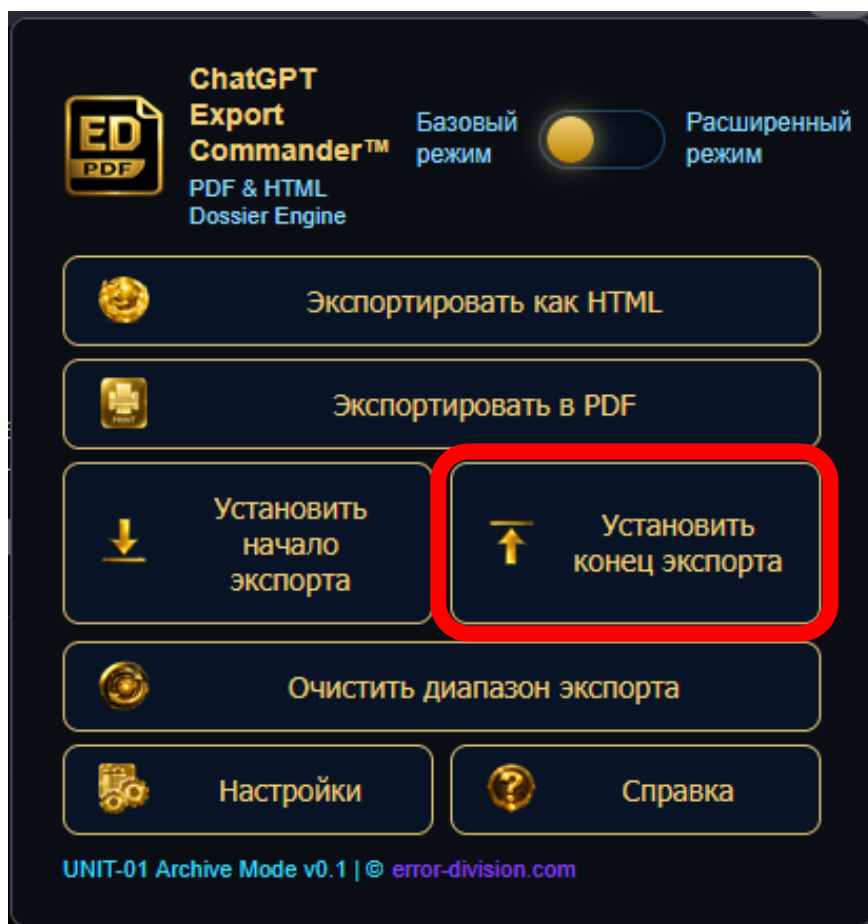 ED
PDF
ChatGPT
Export
Commander™
PDF & HTML
Dossier Engine
Базовый
режим
Расширенный
режим
Экспортировать как HTML
PRINT
Экспортировать в PDF
Установить
начало
экспорта
Установить
конец экспорта
Очистить диапазон экспорта
Настройки
?
Справка
UNIT-01 Archive Mode v0.1 | © error-division.com